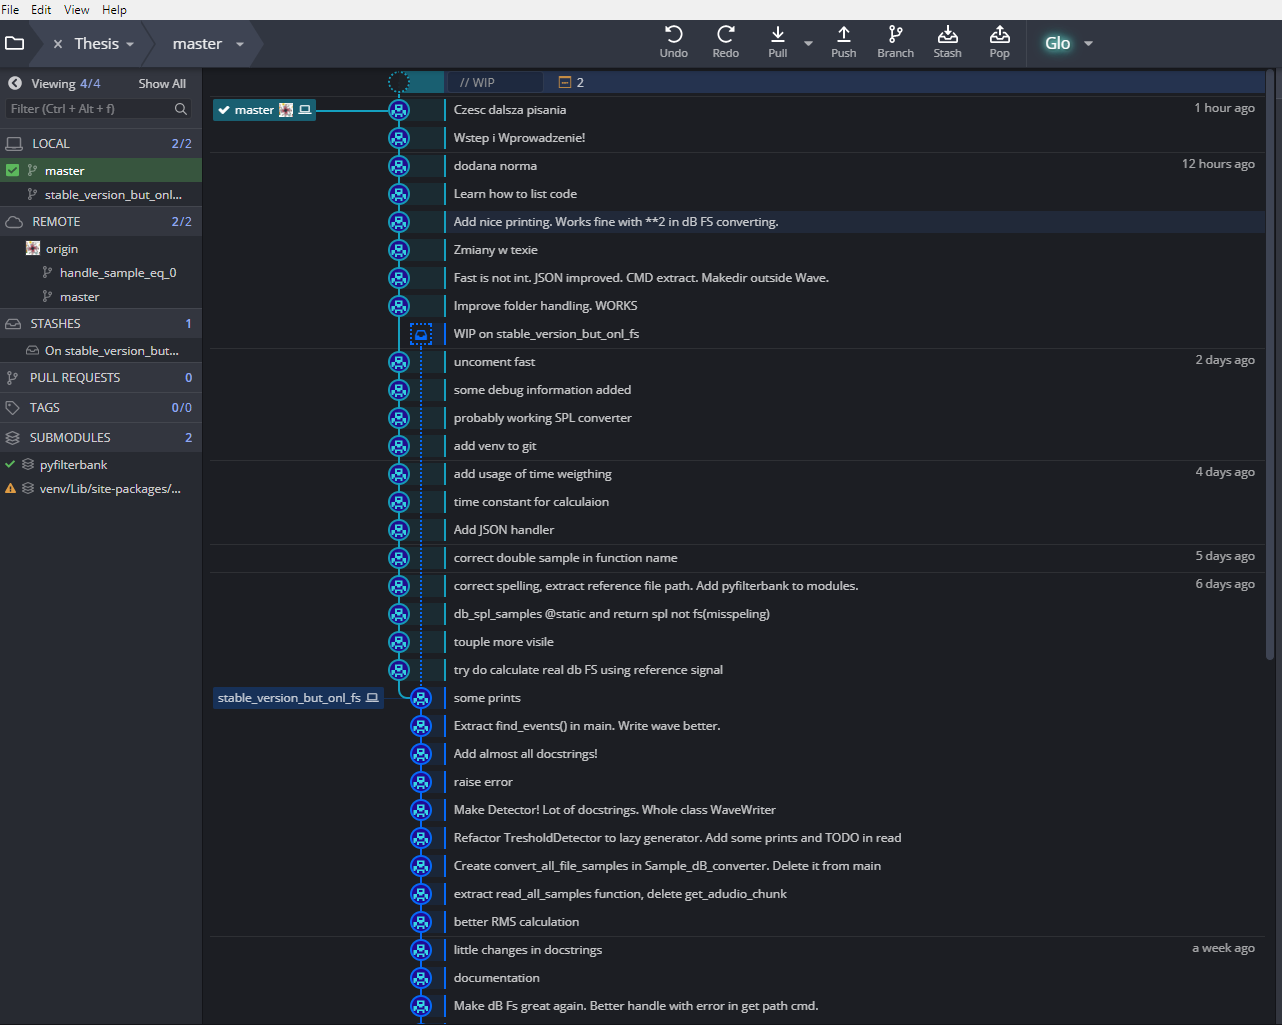 File Edit View Help
Thesis master Undo Redo Pull Push Branch Stash Pop Glo
Viewing 4/4 Show All
Filter (Ctrl + Alt + f)
LOCAL 2/2
master
stable_version_but_onl...
REMOTE 2/2
origin
handle_sample_eq_0
master
STASHES 1
On stable_version_but...
PULL REQUESTS 0
TAGS 0/0
SUBMODULES 2
pyfilterbank
venv/Lib/site-packages/...
// WIP 2
master Czesc dalsza pisania 1 hour ago
Wstep i Wprowadzenie!
dodana norma 12 hours ago
Learn how to list code
Add nice printing. Works fine with **2 in dB FS converting.
Zmiany w texie
Fast is not int. JSON improved. CMD extract. Makedir outside Wave.
Improve folder handling. WORKS
WIP on stable_version_but_onl_fs
uncoment fast 2 days ago
some debug information added
probably working SPL converter
add venv to git
add usage of time weigthing 4 days ago
time constant for calculaion
Add JSON handler
correct double sample in function name 5 days ago
correct spelling, extract reference file path. Add pyfilterbank to modules. 6 days ago
db_spl_samples @static and return spl not fs(misspeling)
touple more visile
try do calculate real db FS using reference signal
stable_version_but_onl_fs some prints
Extract find_events() in main. Write wave better.
Add almost all docstrings!
raise error
Make Detector! Lot of docstrings. Whole class WaveWriter
Refactor TresholdDetector to lazy generator. Add some prints and TODO in read
Create convert_all_file_samples in Sample_dB_converter. Delete it from main
extract read_all_samples function, delete get_adudio_chunk
better RMS calculation
little changes in docstrings a week ago
documentation
Make dB Fs great again. Better handle with error in get path cmd.